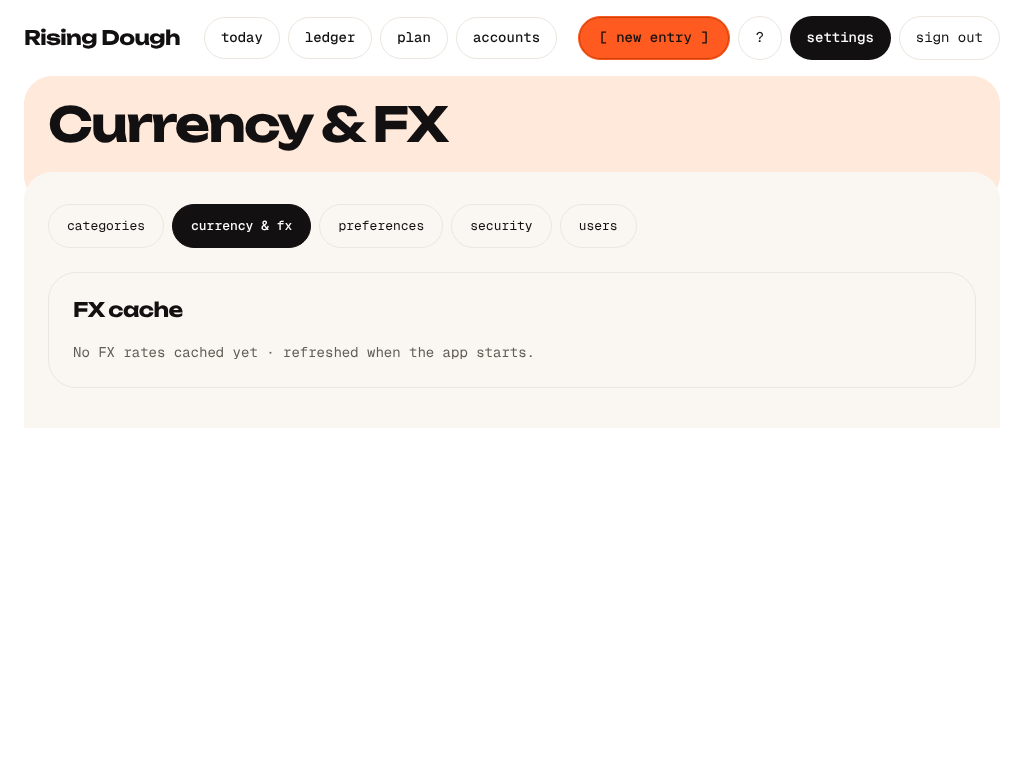 Rising Dough today ledger plan accounts [ new entry ] ? settings sign out
Currency & FX
categories currency & fx preferences security users
FX cache
No FX rates cached yet · refreshed when the app starts.